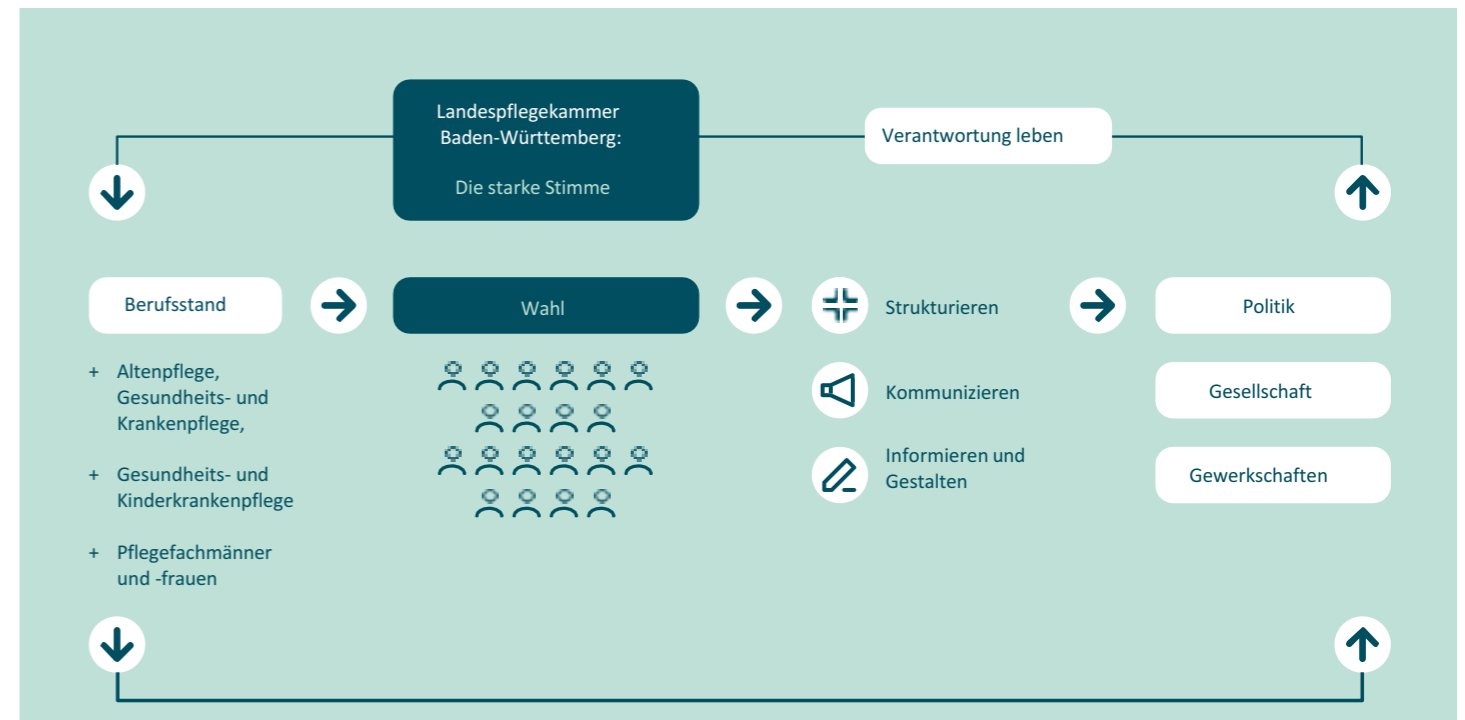 Landespflegekammer
Baden-Württemberg:
Die starke Stimme
Verantwortung leben
Berufsstand
+ Altenpflege,
Gesundheits- und
Krankenpflege,
+ Gesundheits- und
Kinderkrankenpflege
+ Pflegefachmänner
und -frauen
Wahl
Strukturieren
Kommunizieren
Informieren und
Gestalten
Politik
Gesellschaft
Gewerkschaften